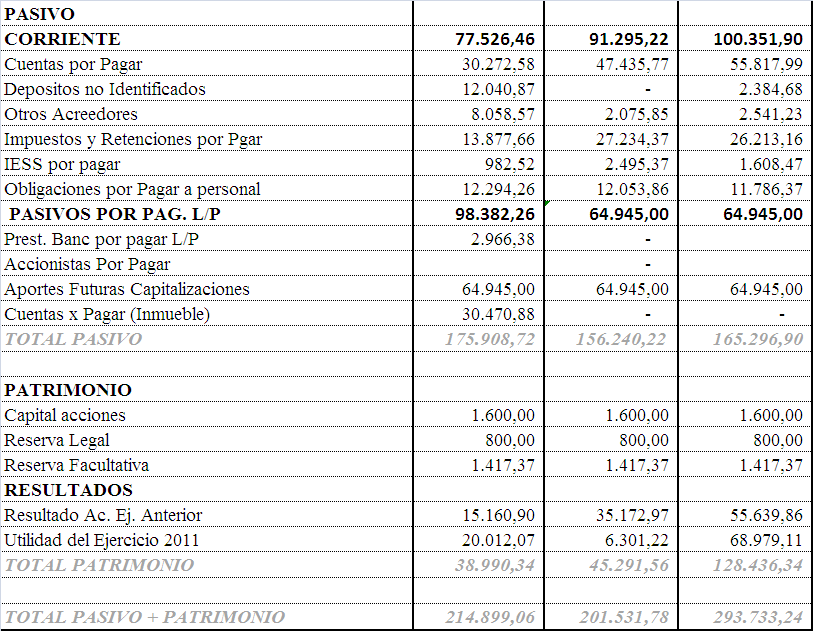 PASIVO
CORRIENTE 77.526,46 91.295,22 100.351,90
Cuentas por Pagar 30.272,58 47.435,77 55.817,99
Depositos no Identificados 12.040,87 - 2.384,68
Otros Acreedores 8.058,57 2.075,85 2.541,23
Impuestos y Retenciones por Pgar 13.877,66 27.234,37 26.213,16
IESS por pagar 982,52 2.495,37 1.608,47
Obligaciones por Pagar a personal 12.294,26 12.053,86 11.786,37
PASIVOS POR PAG. L/P 98.382,26 64.945,00 64.945,00
Prest. Banc por pagar L/P 2.966,38 -
Accionistas Por Pagar -
Aportes Futuras Capitalizaciones 64.945,00 64.945,00 64.945,00
Cuentas x Pagar (Inmueble) 30.470,88 - -
TOTAL PASIVO 175.908,72 156.240,22 165.296,90
PATRIMONIO
Capital acciones 1.600,00 1.600,00 1.600,00
Reserva Legal 800,00 800,00 800,00
Reserva Facultativa 1.417,37 1.417,37 1.417,37
RESULTADOS
Resultado Ac. Ej. Anterior 15.160,90 35.172,97 55.639,86
Utilidad del Ejercicio 2011 20.012,07 6.301,22 68.979,11
TOTAL PATRIMONIO 38.990,34 45.291,56 128.436,34
TOTAL PASIVO + PATRIMONIO 214.899,06 201.531,78 293.733,24